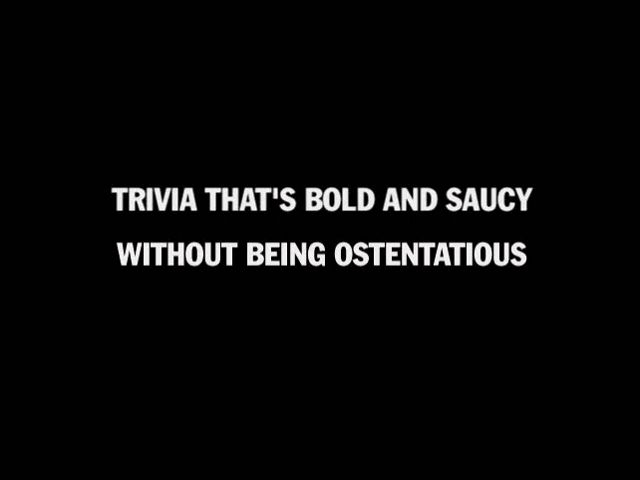 TRIVIA THAT'S BOLD AND SAUCY
WITHOUT BEING OSTENTATIOUS